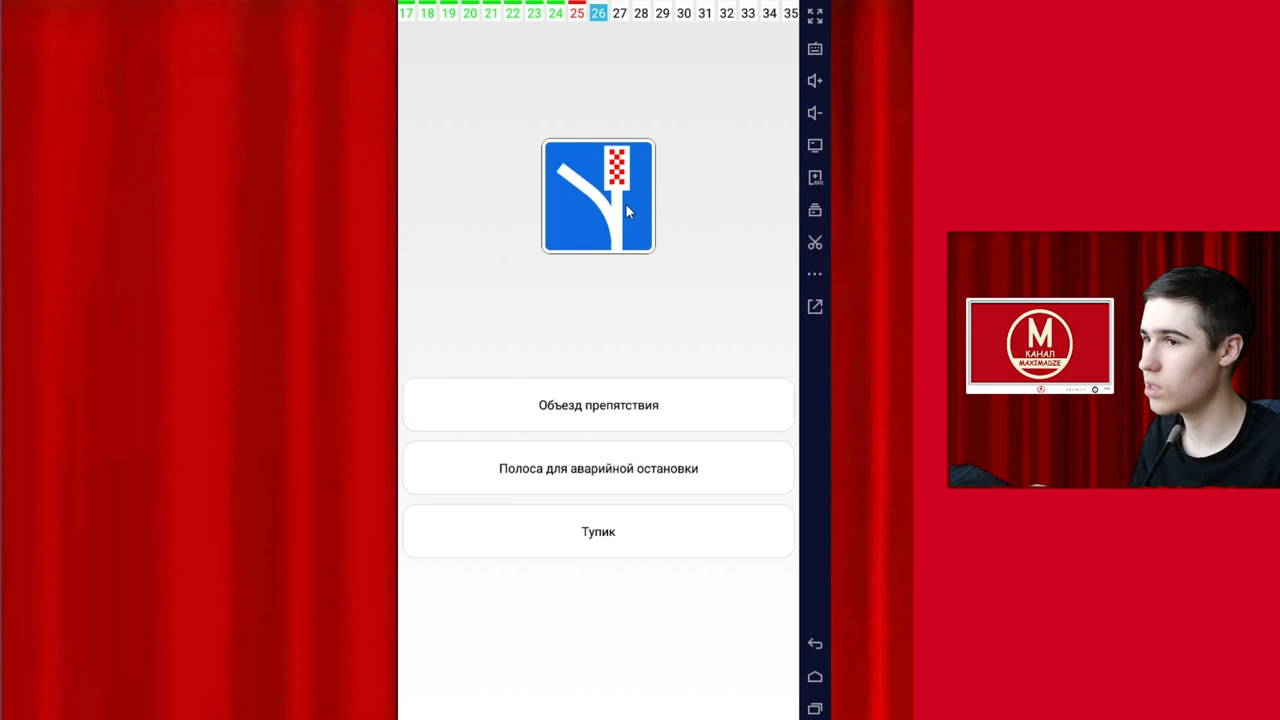 17 18 19 20 21 22 23 24 25 26 27 28 29 30 31 32 33 34 35
Объезд препятствия
Полоса для аварийной остановки
Тупик
М
КАНАЛ
MAXIMADZE